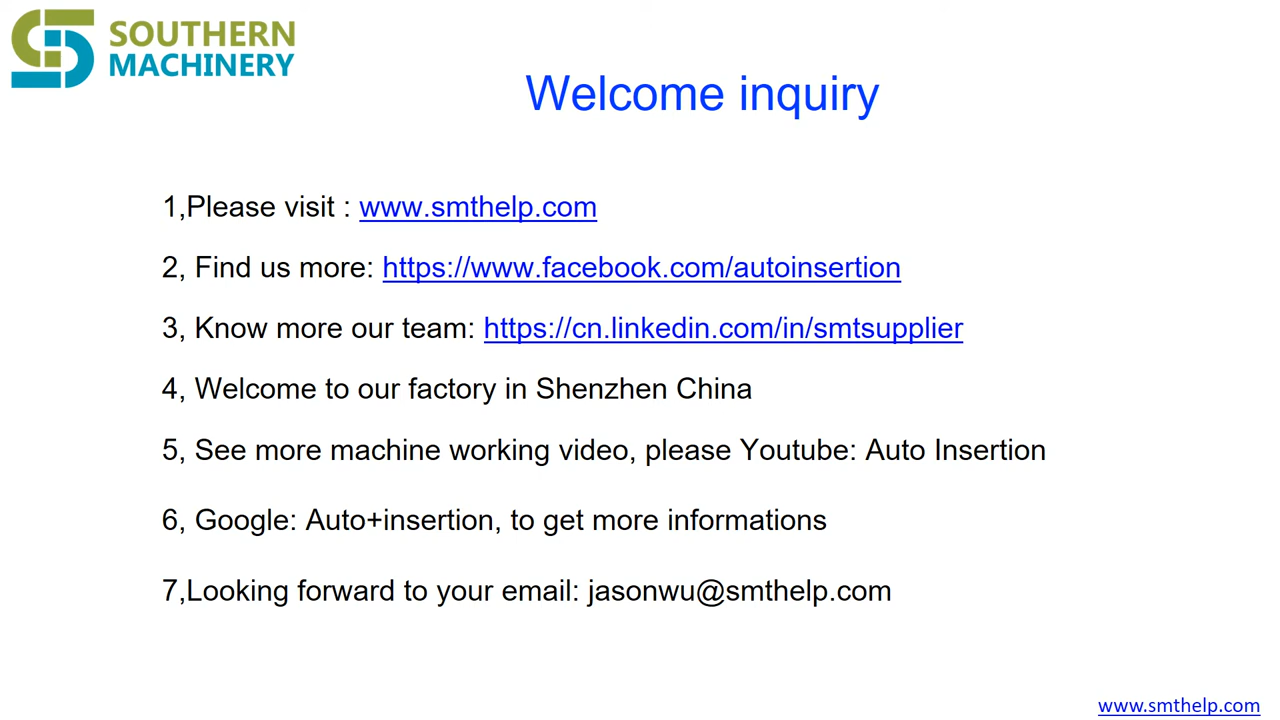 SOUTHERN
MACHINERY
Welcome inquiry
1,Please visit : www.smthelp.com
2, Find us more: https://www.facebook.com/autoinsertion
3, Know more our team: https://cn.linkedin.com/in/smtsupplier
4, Welcome to our factory in Shenzhen China
5, See more machine working video, please Youtube: Auto Insertion
6, Google: Auto+insertion, to get more informations
7,Looking forward to your email: jasonwu@smthelp.com
www.smthelp.com